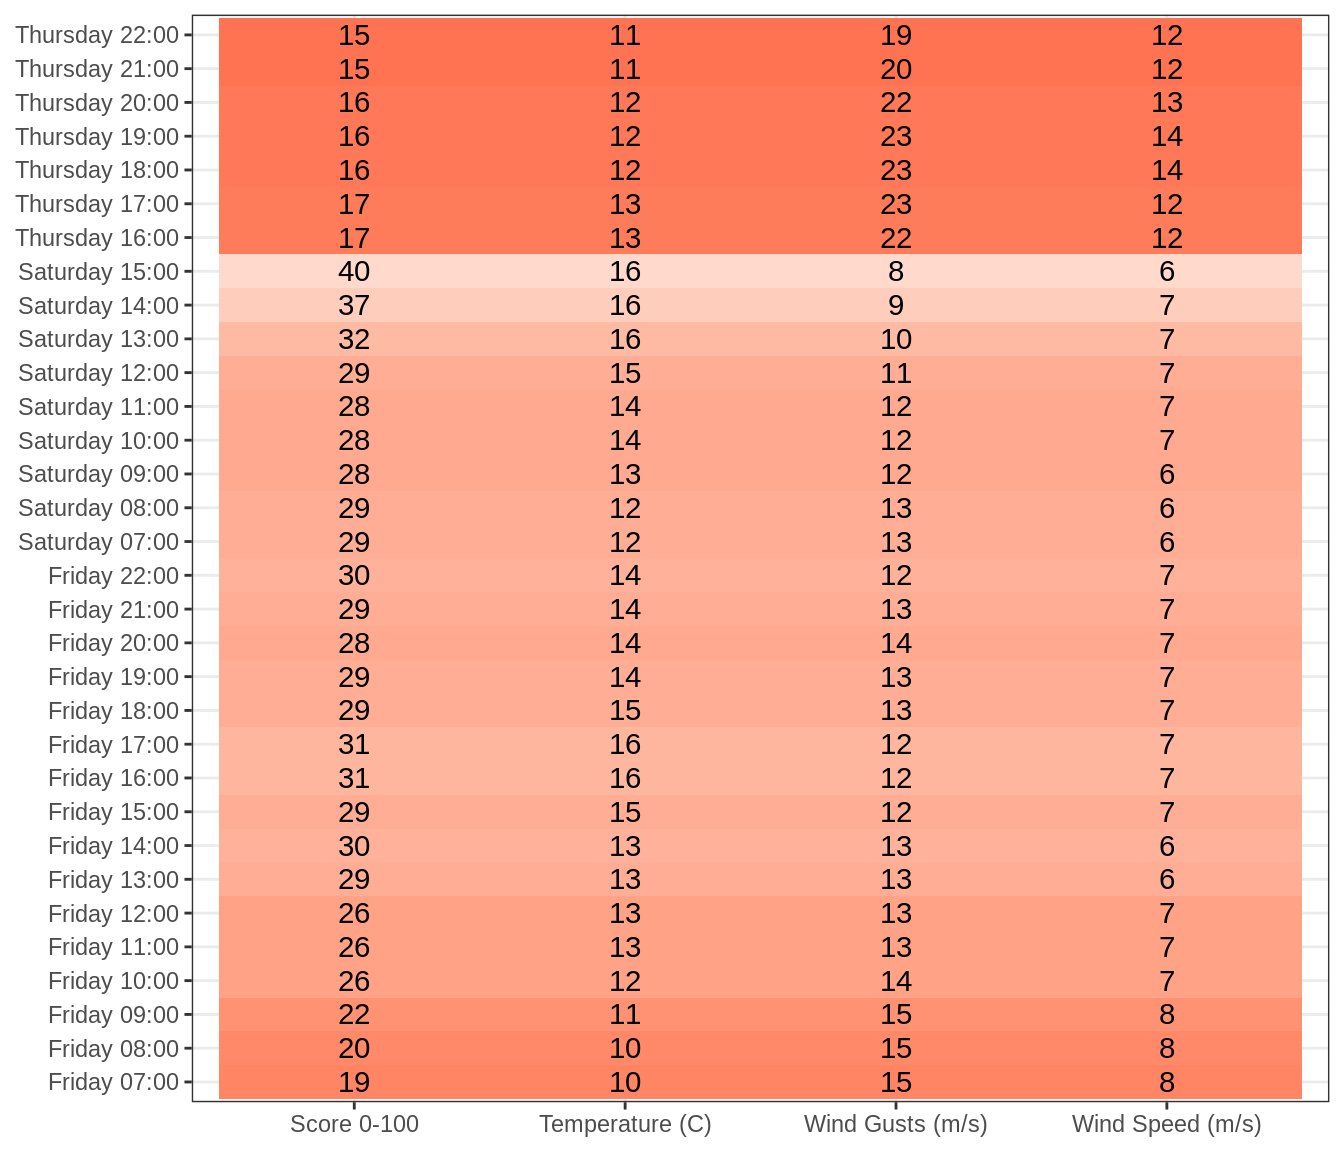 Thursday 22:00 15 11 19 12
Thursday 21:00 15 11 20 12
Thursday 20:00 16 12 22 13
Thursday 19:00 16 12 23 14
Thursday 18:00 16 12 23 14
Thursday 17:00 17 13 23 12
Thursday 16:00 17 13 22 12
Saturday 15:00 40 16 8 6
Saturday 14:00 37 16 9 7
Saturday 13:00 32 16 10 7
Saturday 12:00 29 15 11 7
Saturday 11:00 28 14 12 7
Saturday 10:00 28 14 12 7
Saturday 09:00 28 13 12 6
Saturday 08:00 29 12 13 6
Saturday 07:00 29 12 13 6
Friday 22:00 30 14 12 7
Friday 21:00 29 14 13 7
Friday 20:00 28 14 14 7
Friday 19:00 29 14 13 7
Friday 18:00 29 15 13 7
Friday 17:00 31 16 12 7
Friday 16:00 31 16 12 7
Friday 15:00 29 15 12 7
Friday 14:00 30 13 13 6
Friday 13:00 29 13 13 6
Friday 12:00 26 13 13 7
Friday 11:00 26 13 13 7
Friday 10:00 26 12 14 7
Friday 09:00 22 11 15 8
Friday 08:00 20 10 15 8
Friday 07:00 19 10 15 8
Score 0-100 Temperature (C) Wind Gusts (m/s) Wind Speed (m/s)